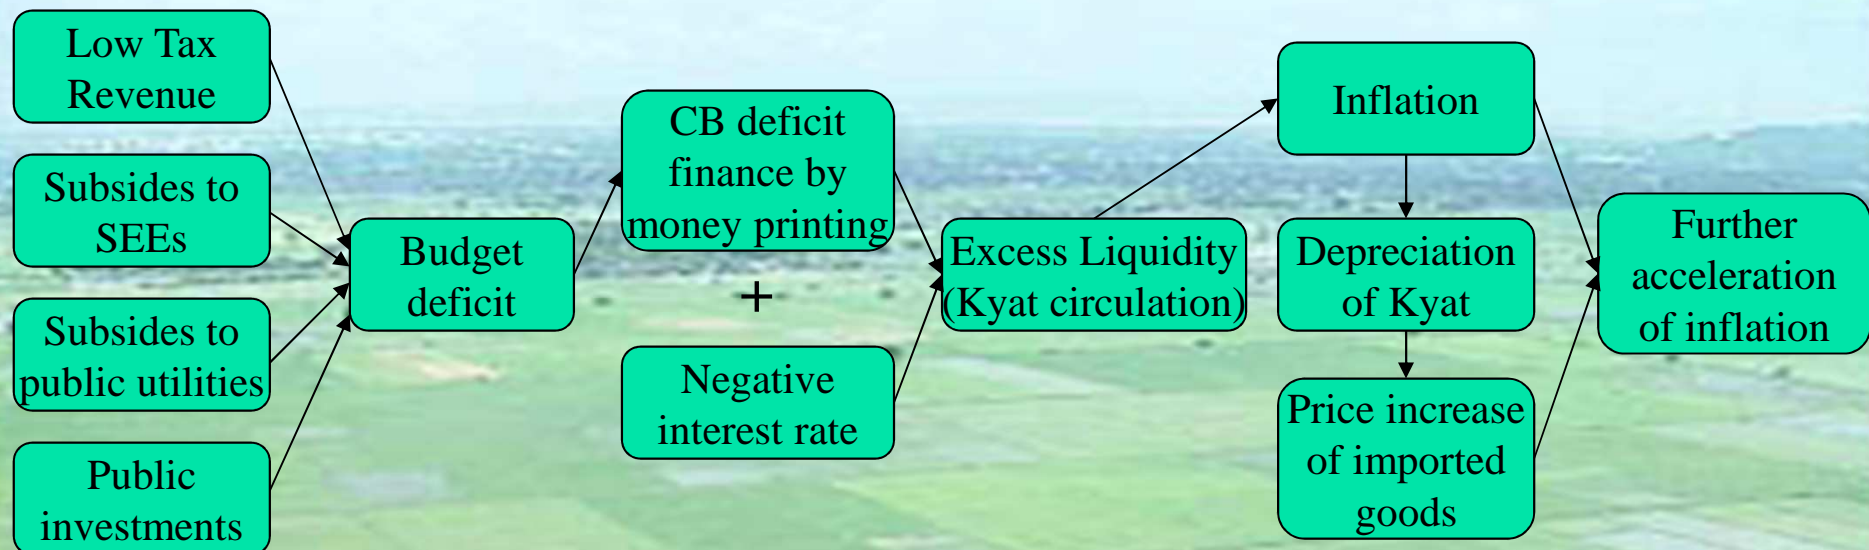 Low Tax
Revenue
Subsides to
SEEs
Subsides to
public utilities
Public
investments
Budget
deficit
CB deficit
finance by
money printing
+
Negative
interest rate
Excess Liquidity
(Kyat circulation)
Inflation
Depreciation
of Kyat
Price increase
of imported
goods
Further
acceleration
of inflation